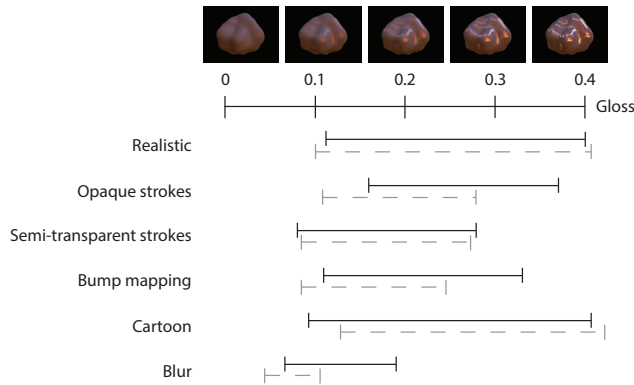 0 0.1 0.2 0.3 0.4
Gloss
Realistic
Opaque strokes
Semi-transparent strokes
Bump mapping
Cartoon
Blur